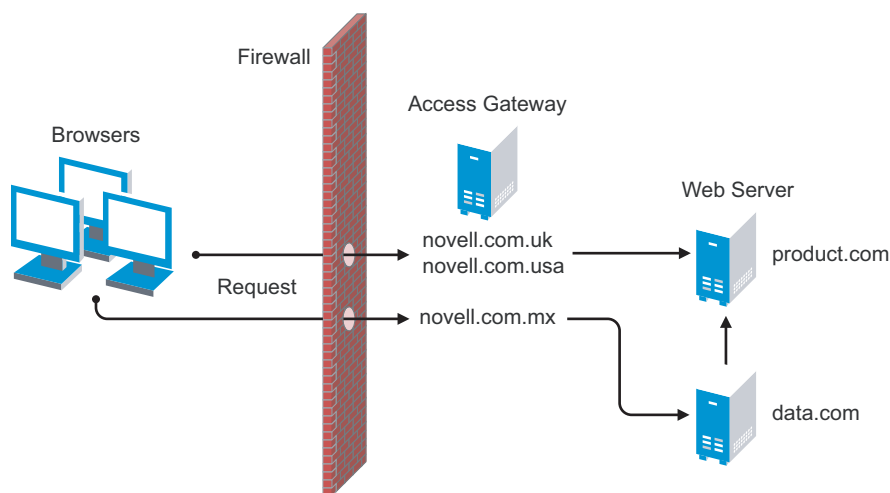 Firewall
Access Gateway
Browsers
Web Server
novell.com.uk
novell.com.usa
product.com
Request
novell.com.mx
data.com